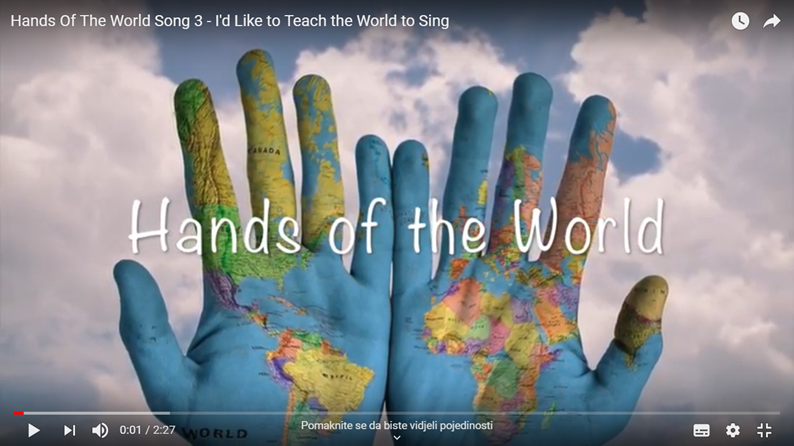 Hands Of The World Song 3 - I'd Like to Teach the World to Sing
CANADA
Hands of the World
BRAZIL
0:01 / 2:27
Pomaknite se da biste vidjeli pojedinosti
WORLD